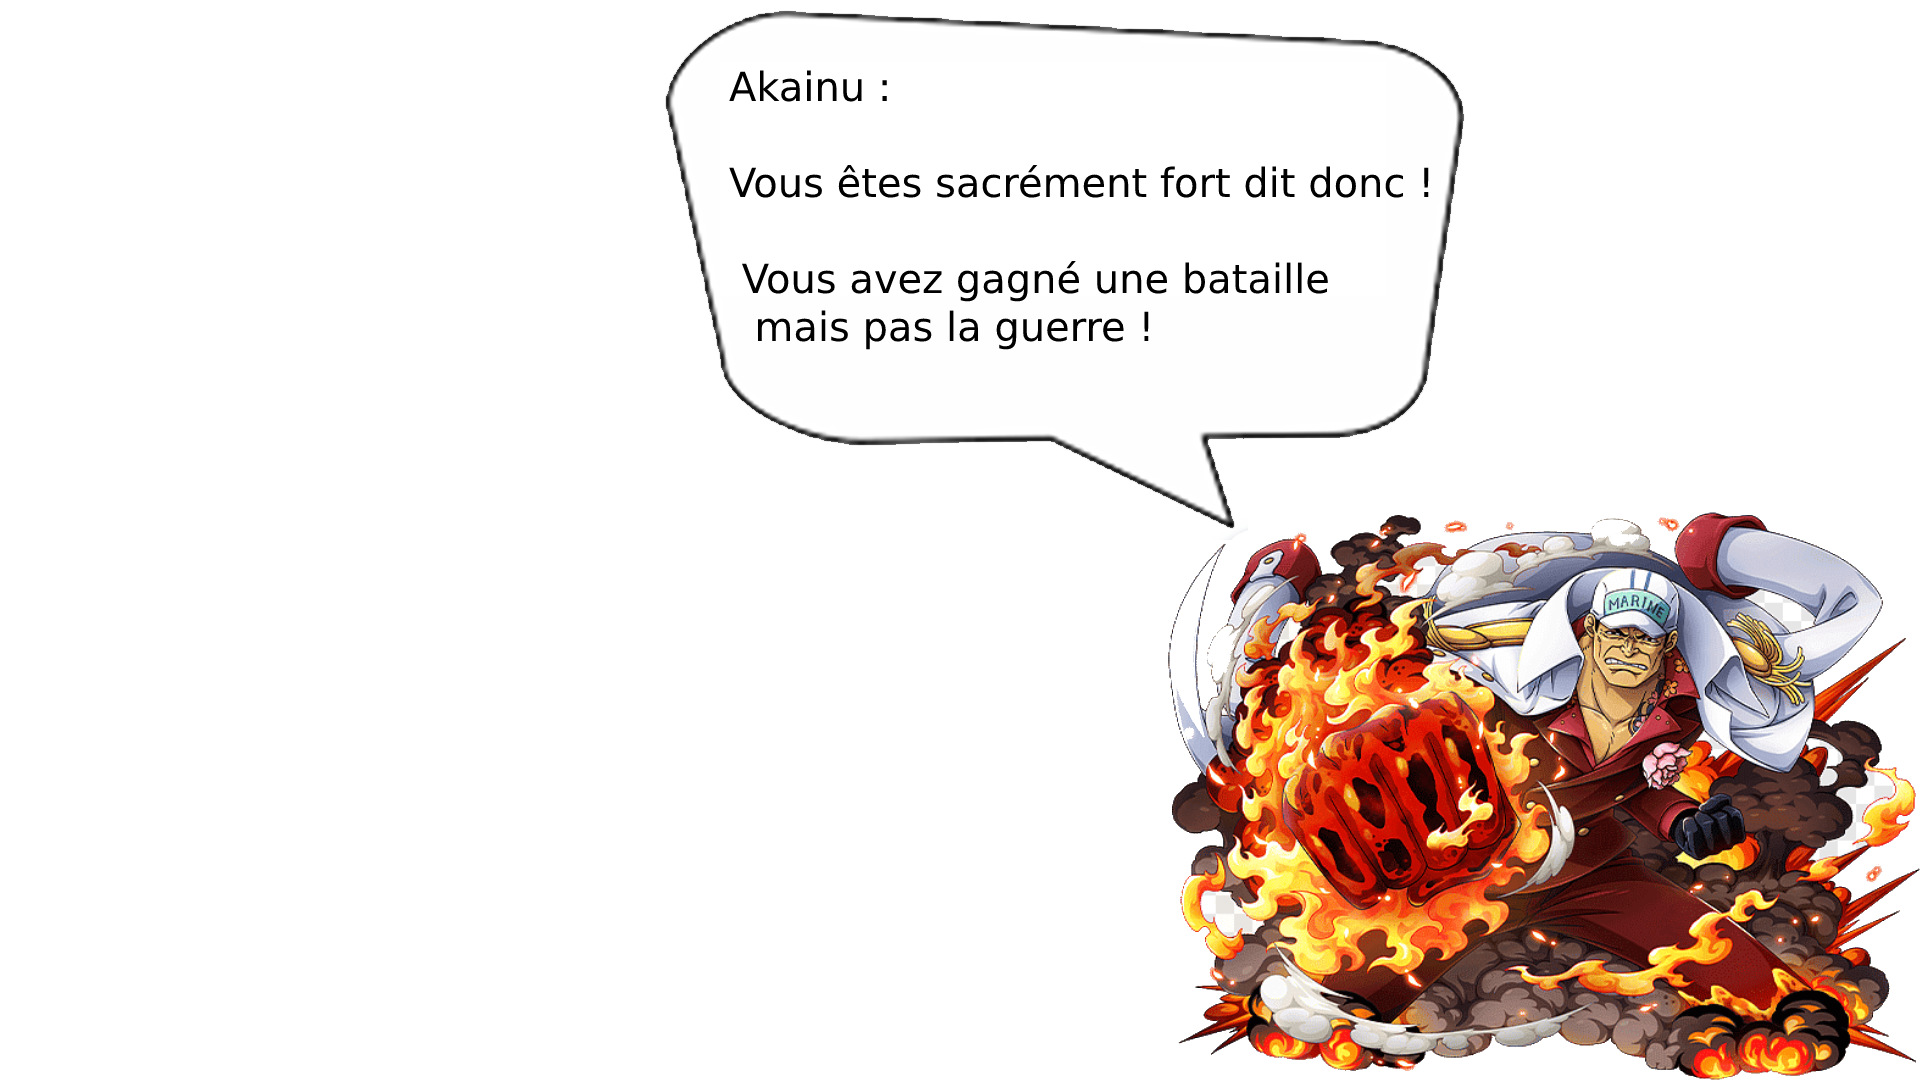 Akainu :
Vous êtes sacrément fort dit donc !
Vous avez gagné une bataille
mais pas la guerre !
MARINE